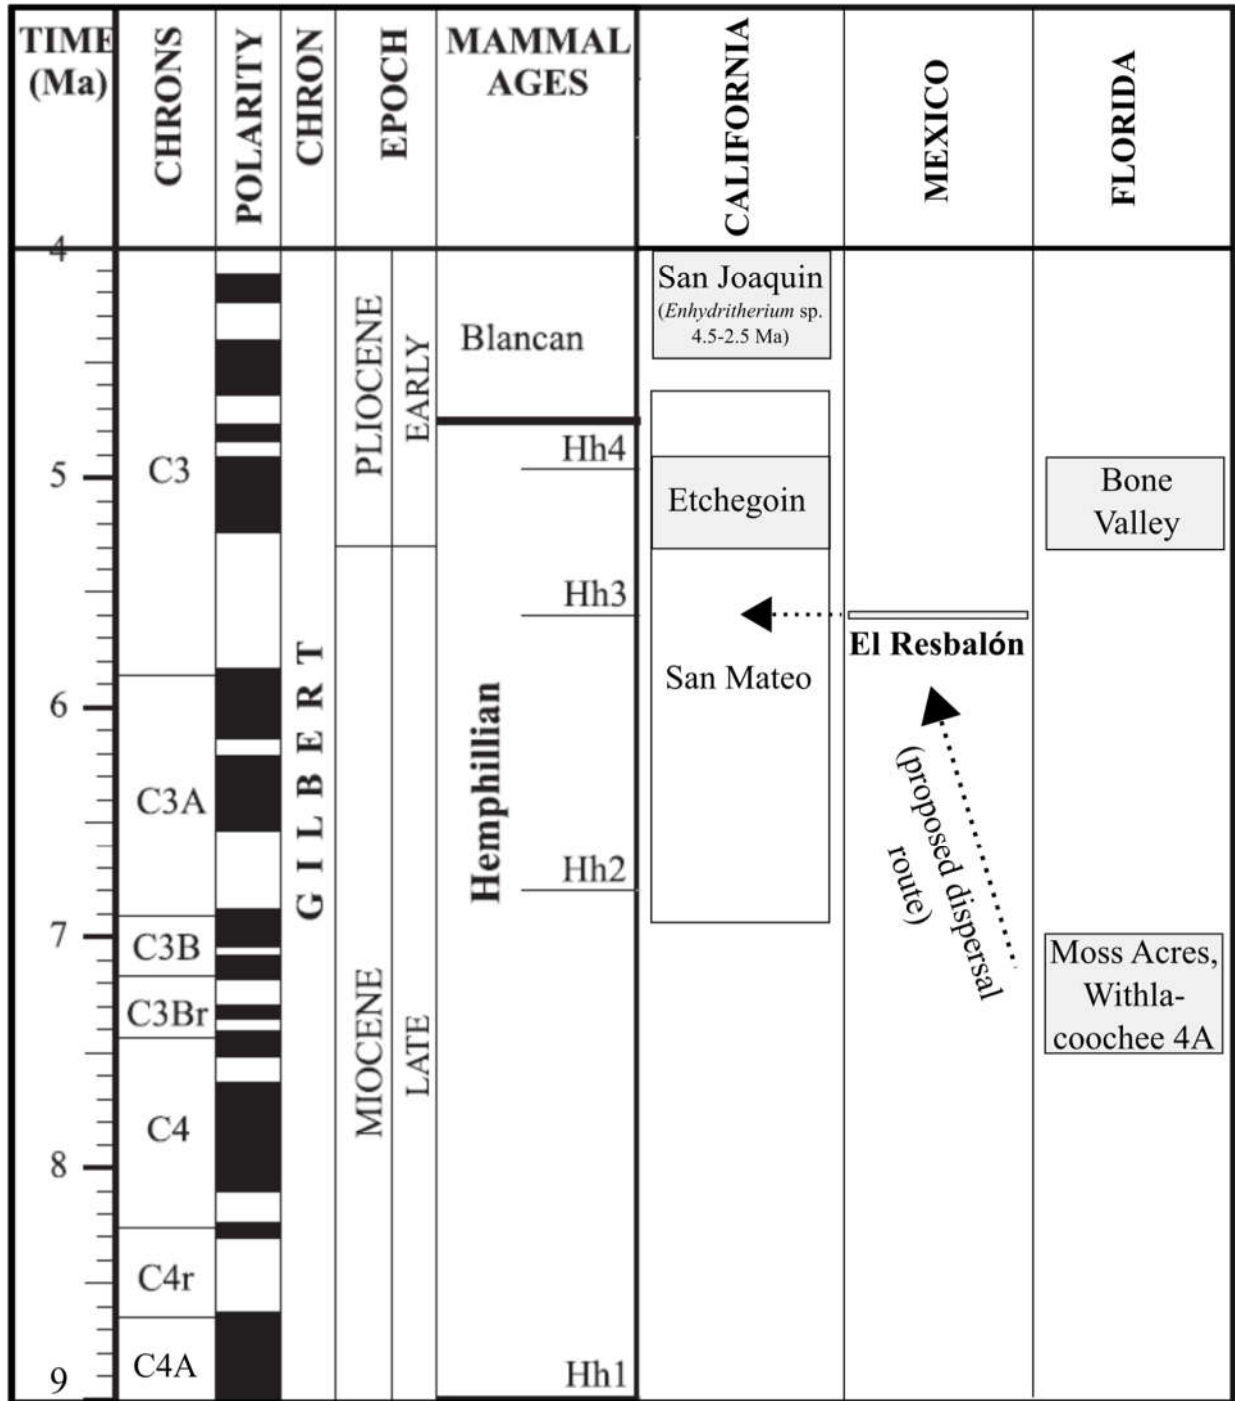 TIME
(Ma)
CHRONS
POLARITY
CHRON
EPOCH
MAMMAL
AGES
CALIFORNIA
MEXICO
FLORIDA
4
5
6
7
8
9
C3
C3A
C3B
C3Br
C4
C4r
C4A
GILBERT
PLIOCENE
EARLY
MIOCENE
LATE
Blancan
Hh4
Hh3
Hemphillian
Hh2
Hh1
San Joaquin
(Enhydritherium sp.
4.5-2.5 Ma)
Etchegoin
San Mateo
El Resbalón
(proposed dispersal
route)
Bone
Valley
Moss Acres,
Withla-
coochee 4A